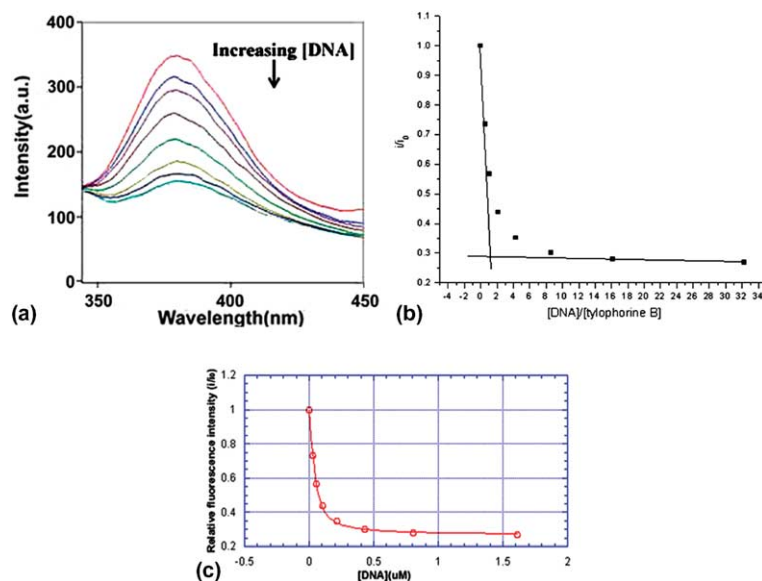 400
300
200
100
0
Intensity(a.u.)
Increasing [DNA]
350
400
450
Wavelength(nm)
(a)
1.0
0.9
0.8
0.7
0.6
0.5
0.4
0.3
0.2
i/i₀
-4 -2 0 2 4 6 8 10 12 14 16 18 20 22 24 26 28 30 32 34
[DNA]/[tylophorine B]
(b)
1.2
1
0.8
0.6
0.4
0.2
Relative fluorescence intensity
-0.5 0 0.5 1 1.5 2
[DNA](uM)
(c)